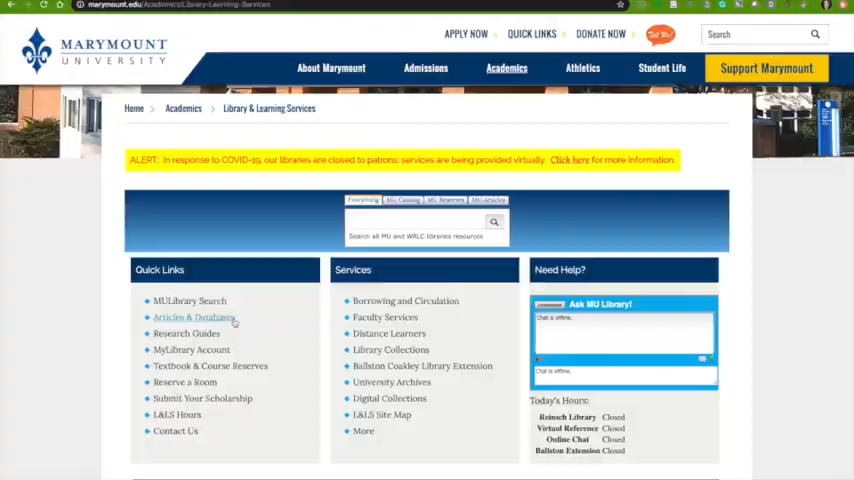 marymount.edu/Academics/Library-Learning-Services
MARYMOUNT
UNIVERSITY
APPLY NOW
QUICK LINKS
DONATE NOW
Tell Me!
Search
About Marymount
Admissions
Academics
Athletics
Student Life
Support Marymount
Home
Academics
Library & Learning Services
ALERT: In response to COVID-19, our libraries are closed to patrons; services are being provided virtually. Click here for more information.
Everything
MU Catalog
MU Reserves
MU Articles
Search all MU and WRLC libraries resources
Quick Links
MULibrary Search
Articles & Databases
Research Guides
MyLibrary Account
Textbook & Course Reserves
Reserve a Room
Submit Your Scholarship
L&LS Hours
Contact Us
Services
Borrowing and Circulation
Faculty Services
Distance Learners
Library Collections
Ballston Coakley Library Extension
University Archives
Digital Collections
L&LS Site Map
More
Need Help?
Ask MU Library!
Chat is offline.
Chat is offline.
Today's Hours:
Reinsch Library Closed
Virtual Reference Closed
Online Chat Closed
Ballston Extension Closed